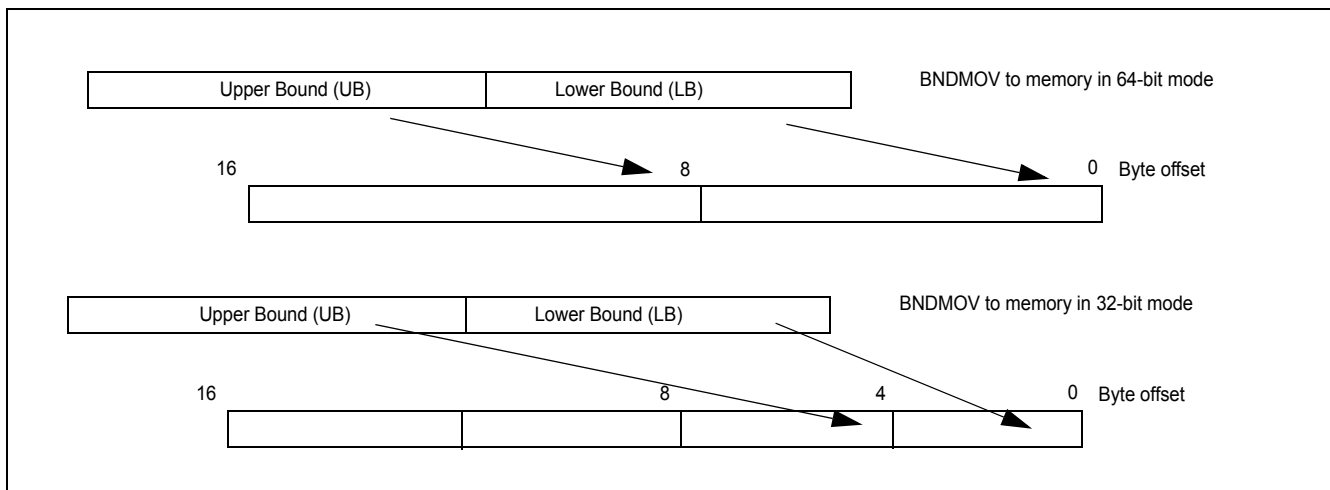 Upper Bound (UB) Lower Bound (LB) BNDMOV to memory in 64-bit mode
16 8 0 Byte offset
Upper Bound (UB) Lower Bound (LB) BNDMOV to memory in 32-bit mode
16 8 4 0 Byte offset